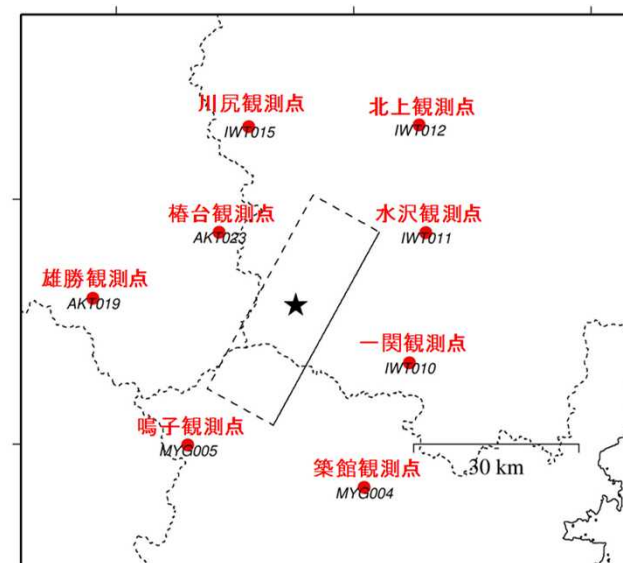 川尻観測点
IWT015
北上観測点
IWT012
椿台観測点
AKT023
水沢観測点
IWT011
雄勝観測点
AKT019
一関観測点
IWT010
鳴子観測点
MYG005
30 km
築館観測点
MYG004